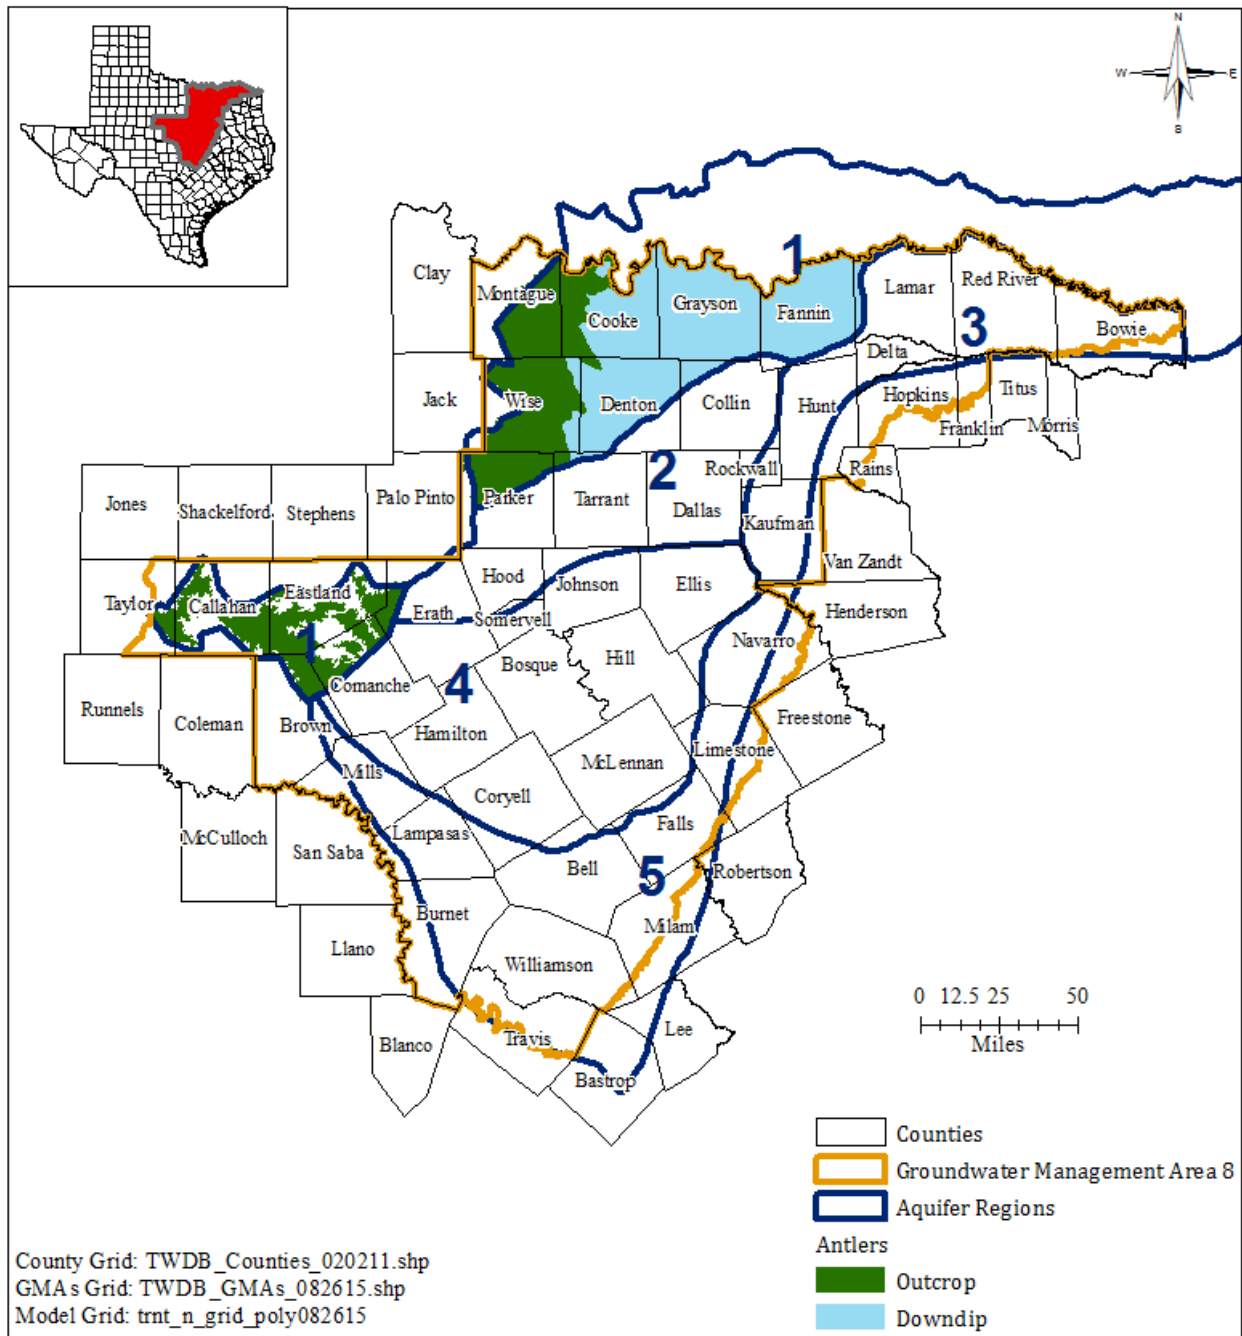 N
W E
S
1
Clay
Montague
Cooke
Grayson
Fannin
Lamar
Red River
Bowie
3
Delta
Jack
Wise
Denton
Collin
Hunt
Hopkins
Titus
Franklin
Morris
2
Rockwall
Rains
Jones
Shackelford
Stephens
Palo Pinto
Parker
Tarrant
Dallas
Kaufman
Van Zandt
Taylor
Callahan
Eastland
Erath
Hood
Somervell
Johnson
Ellis
Henderson
Navarro
1
Comanche
4
Bosque
Hill
Runnels
Coleman
Brown
Hamilton
Freestone
Mills
McLennan
Limestone
Coryell
McCulloch
San Saba
Lampasas
Falls
Bell
5
Robertson
Burnet
Milam
Llano
Williamson
Travis
Lee
Blanco
Bastrop
0 12.5 25 50
Miles
Counties
Groundwater Management Area 8
Aquifer Regions
Antlers
Outcrop
Downdip
County Grid: TWDB_Counties_020211.shp
GMAs Grid: TWDB_GMAs_082615.shp
Model Grid: trnt_n_grid_poly082615